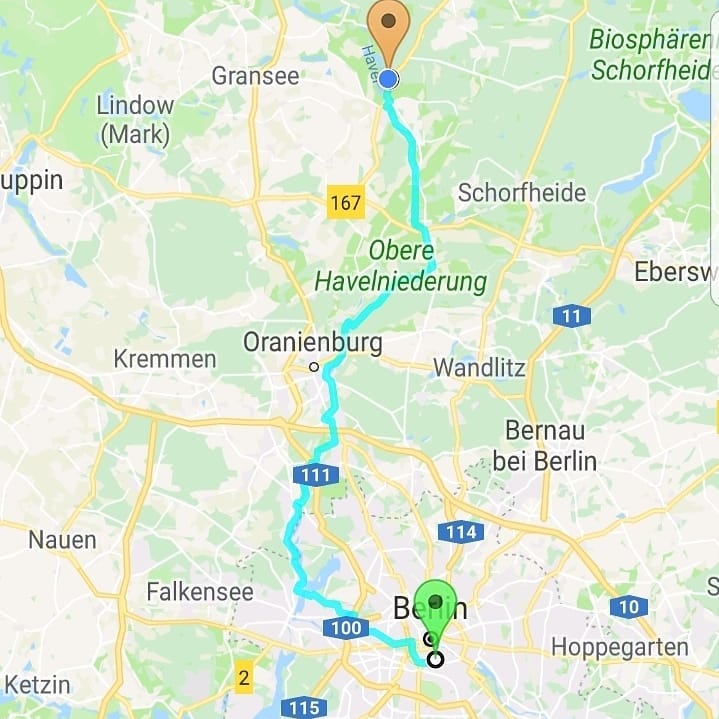 Biosphären
Schorfheide
Havel
Gransee
Lindow
(Mark)
uppin
Schorfheide
167
Obere
Havelniederung
Ebersw
11
Oranienburg
Kremmen
Wandlitz
Bernau
bei Berlin
111
114
Nauen
Falkensee
Berlin
S
10
100
Hoppegarten
2
Ketzin
115